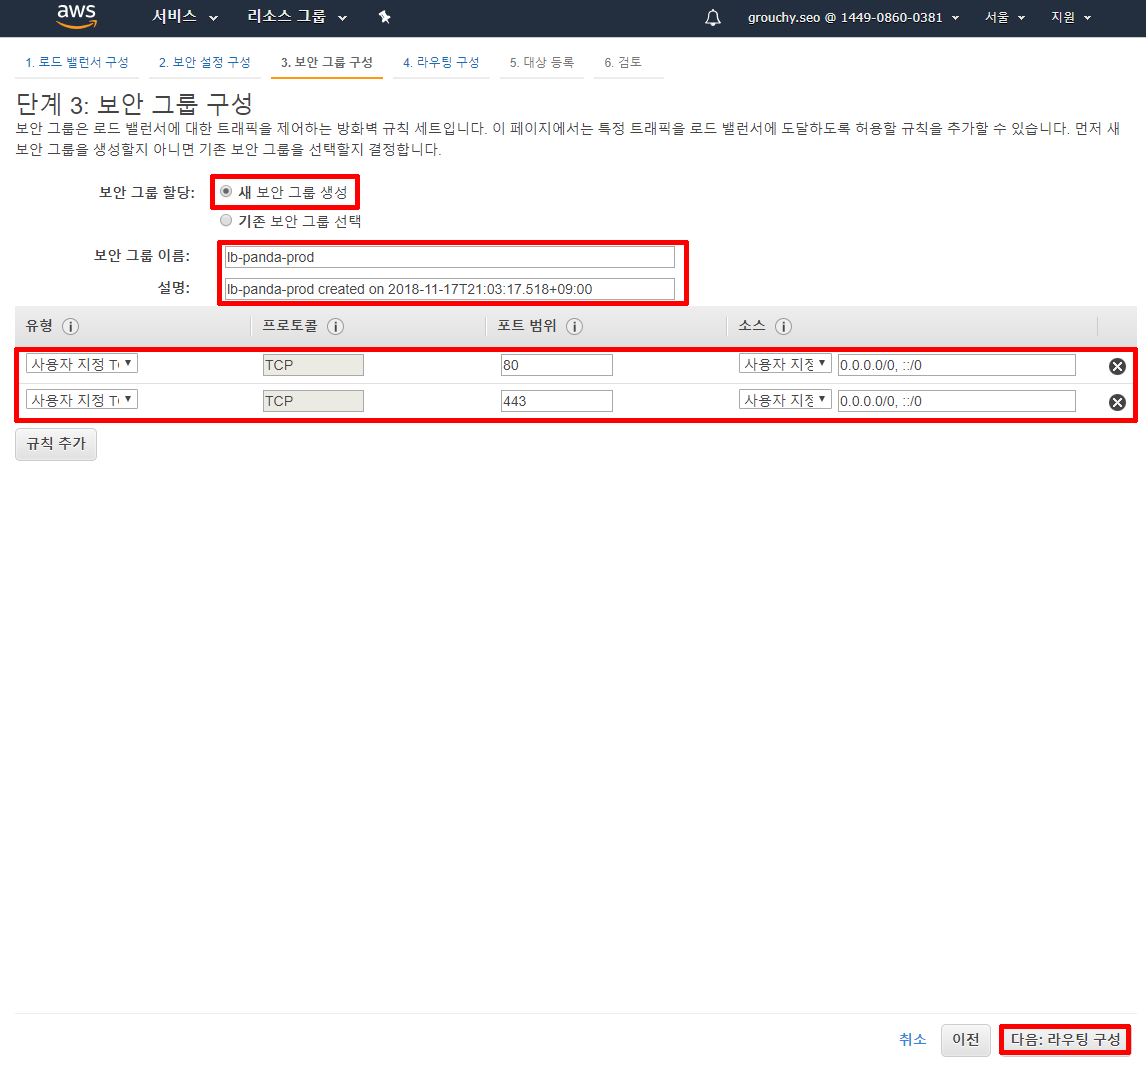 aws 서비스 리소스 그룹 grouchy.seo @ 1449-0860-0381 서울 지원
1. 로드 밸런서 구성 2. 보안 설정 구성 3. 보안 그룹 구성 4. 라우팅 구성 5. 대상 등록 6. 검토
단계 3: 보안 그룹 구성
보안 그룹은 로드 밸런서에 대한 트래픽을 제어하는 방화벽 규칙 세트입니다. 이 페이지에서는 특정 트래픽을 로드 밸런서에 도달하도록 허용할 규칙을 추가할 수 있습니다. 먼저 새
보안 그룹을 생성할지 아니면 기존 보안 그룹을 선택할지 결정합니다.
보안 그룹 할당: 새 보안 그룹 생성
기존 보안 그룹 선택
보안 그룹 이름: lb-panda-prod
설명: lb-panda-prod created on 2018-11-17T21:03:17.518+09:00
유형 프로토콜 포트 범위 소스
사용자 지정 TCP 80 사용자 지정 0.0.0.0/0, ::/0
사용자 지정 TCP 443 사용자 지정 0.0.0.0/0, ::/0
규칙 추가
취소 이전 다음: 라우팅 구성